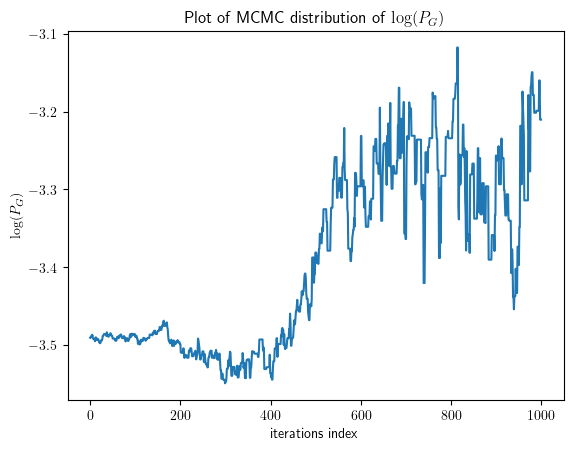 Plot of MCMC distribution of log(P_G)
−3.1
−3.2
−3.3
−3.4
−3.5
log(P_G)
0 200 400 600 800 1000
iterations index